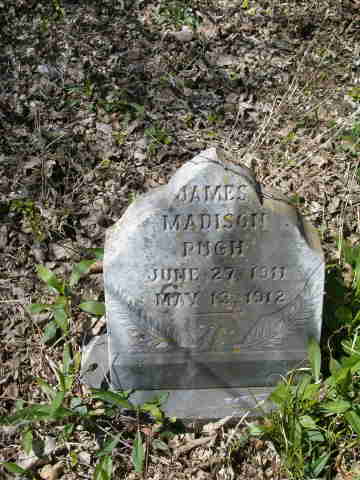 JAMES
MADISON
PUGH
JUNE 27, 1911
MAY 12, 1912